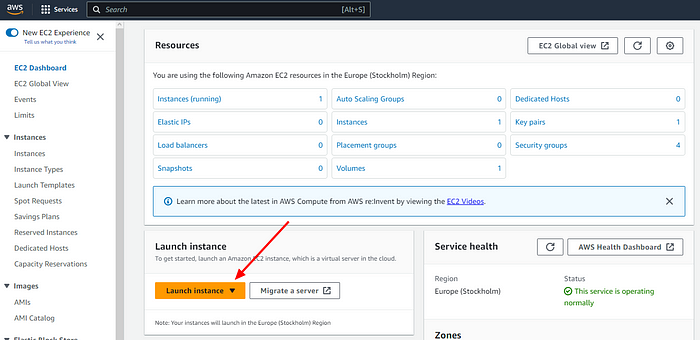 aws
Services
Search
[Alt+S]
New EC2 Experience
Tell us what you think
EC2 Dashboard
EC2 Global View
Events
Limits
Instances
Instances
Instance Types
Launch Templates
Spot Requests
Savings Plans
Reserved Instances
Dedicated Hosts
Capacity Reservations
Images
AMIs
AMI Catalog
Elastic Block Store
Resources
EC2 Global view
You are using the following Amazon EC2 resources in the Europe (Stockholm) Region:
Instances (running) 1
Auto Scaling Groups 0
Dedicated Hosts 0
Elastic IPs 0
Instances 1
Key pairs 1
Load balancers 0
Placement groups 0
Security groups 4
Snapshots 0
Volumes 1
Learn more about the latest in AWS Compute from AWS re:Invent by viewing the EC2 Videos.
Launch instance
To get started, launch an Amazon EC2 instance, which is a virtual server in the cloud.
Launch instance
Migrate a server
Note: Your instances will launch in the Europe (Stockholm) Region
Service health
AWS Health Dashboard
Region
Europe (Stockholm)
Status
This service is operating
normally
Zones